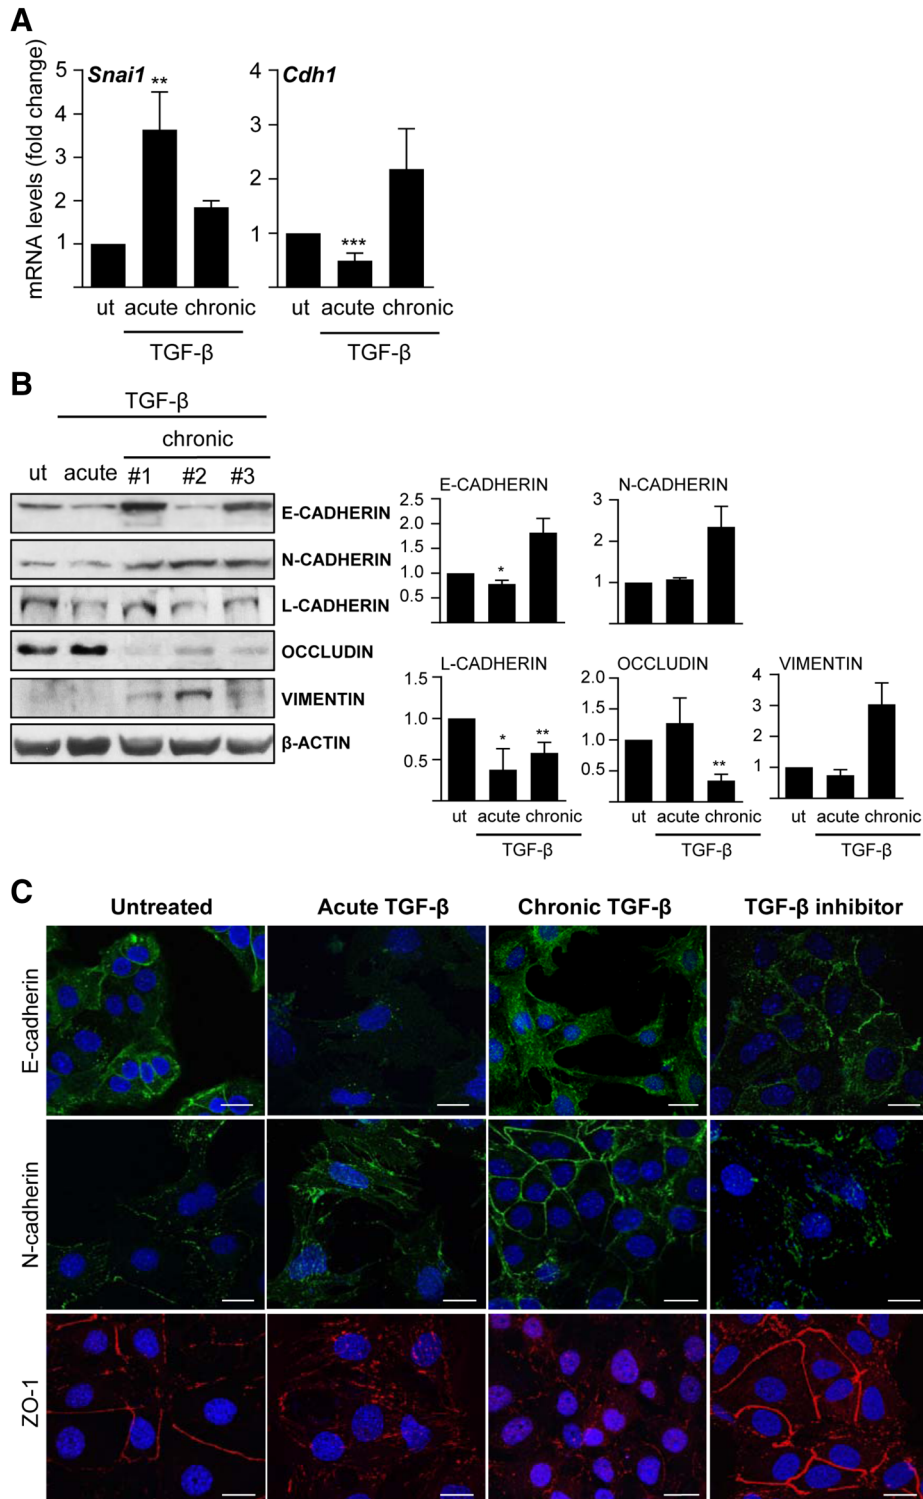 A
mRNA levels (fold change)
5
4
3
2
1
Snai1
**
ut acute chronic
TGF-β
4
3
2
1
Cdh1
***
ut acute chronic
TGF-β
B
TGF-β
chronic
ut acute #1 #2 #3
E-CADHERIN
N-CADHERIN
L-CADHERIN
OCCLUDIN
VIMENTIN
β-ACTIN
E-CADHERIN
2.5
2.0
1.5
1.0
0.5
*
N-CADHERIN
3
2
1
L-CADHERIN
1.5
1.0
0.5
*
**
ut acute chronic
TGF-β
OCCLUDIN
2.0
1.0
0.5
**
ut acute chronic
TGF-β
VIMENTIN
4
3
2
1
ut acute chronic
TGF-β
C
Untreated Acute TGF-β Chronic TGF-β TGF-β inhibitor
E-cadherin
N-cadherin
ZO-1